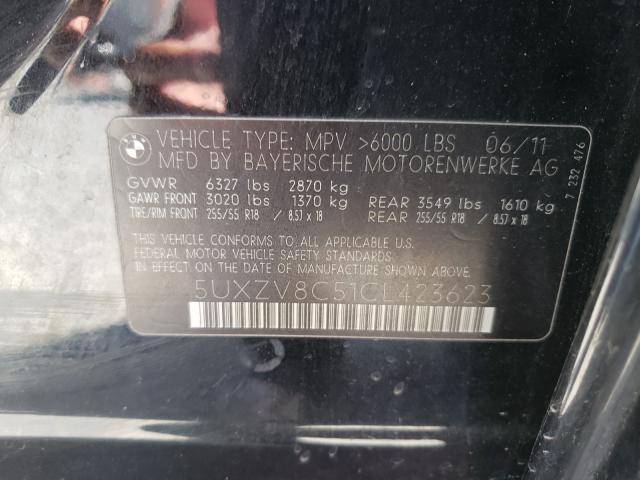 BMW
VEHICLE TYPE: MPV >6000 LBS 06/11
MFD BY BAYERISCHE MOTORENWERKE AG
GVWR 6327 lbs 2870 kg
GAWR FRONT 3020 lbs 1370 kg REAR 3549 lbs 1610 kg
TIRE/RIM FRONT 255/55 R18 / 8.5J x 18 REAR 255/55 R18 / 8.5J x 18
THIS VEHICLE CONFORMS TO ALL APPLICABLE U.S.
FEDERAL MOTOR VEHICLE SAFETY STANDARDS
IN EFFECT ON THE DATE OF MANUFACTURE SHOWN ABOVE.
5UXZV8C51CL423623
7 232 476